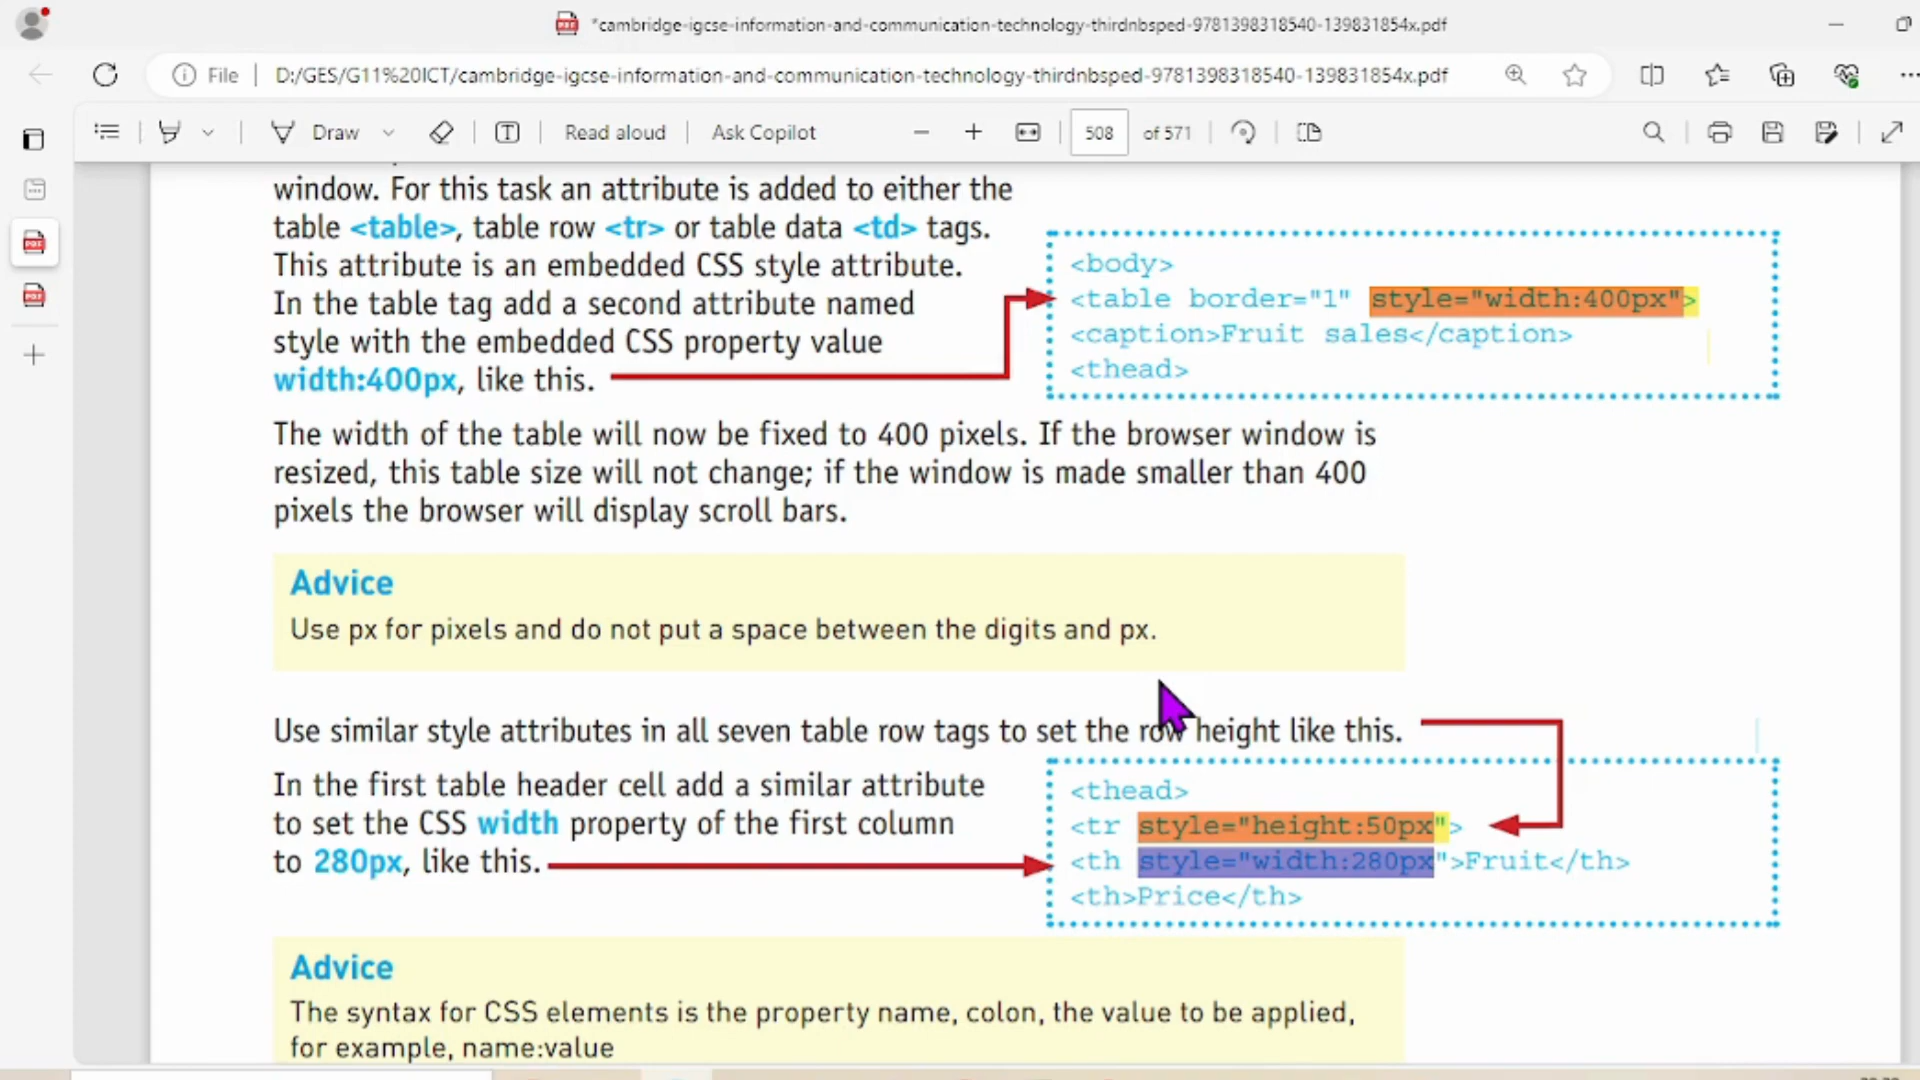 *cambridge-igcse-information-and-communication-technology-thirdnbsped-9781398318540-139831854x.pdf
File
D:/GES/G11%20ICT/cambridge-igcse-information-and-communication-technology-thirdnbsped-9781398318540-139831854x.pdf
Draw
Read aloud
Ask Copilot
508
of 571
window. For this task an attribute is added to either the
table <table>, table row <tr> or table data <td> tags.
This attribute is an embedded CSS style attribute.
In the table tag add a second attribute named
style with the embedded CSS property value
width:400px, like this.
<body>
<table border="1" style="width:400px">
<caption>Fruit sales</caption>
<thead>
The width of the table will now be fixed to 400 pixels. If the browser window is
resized, this table size will not change; if the window is made smaller than 400
pixels the browser will display scroll bars.
Advice
Use px for pixels and do not put a space between the digits and px.
Use similar style attributes in all seven table row tags to set the row height like this.
In the first table header cell add a similar attribute
to set the CSS width property of the first column
to 280px, like this.
<thead>
<tr style="height:50px">
<th style="width:280px">Fruit</th>
<th>Price</th>
Advice
The syntax for CSS elements is the property name, colon, the value to be applied,
for example, name:value